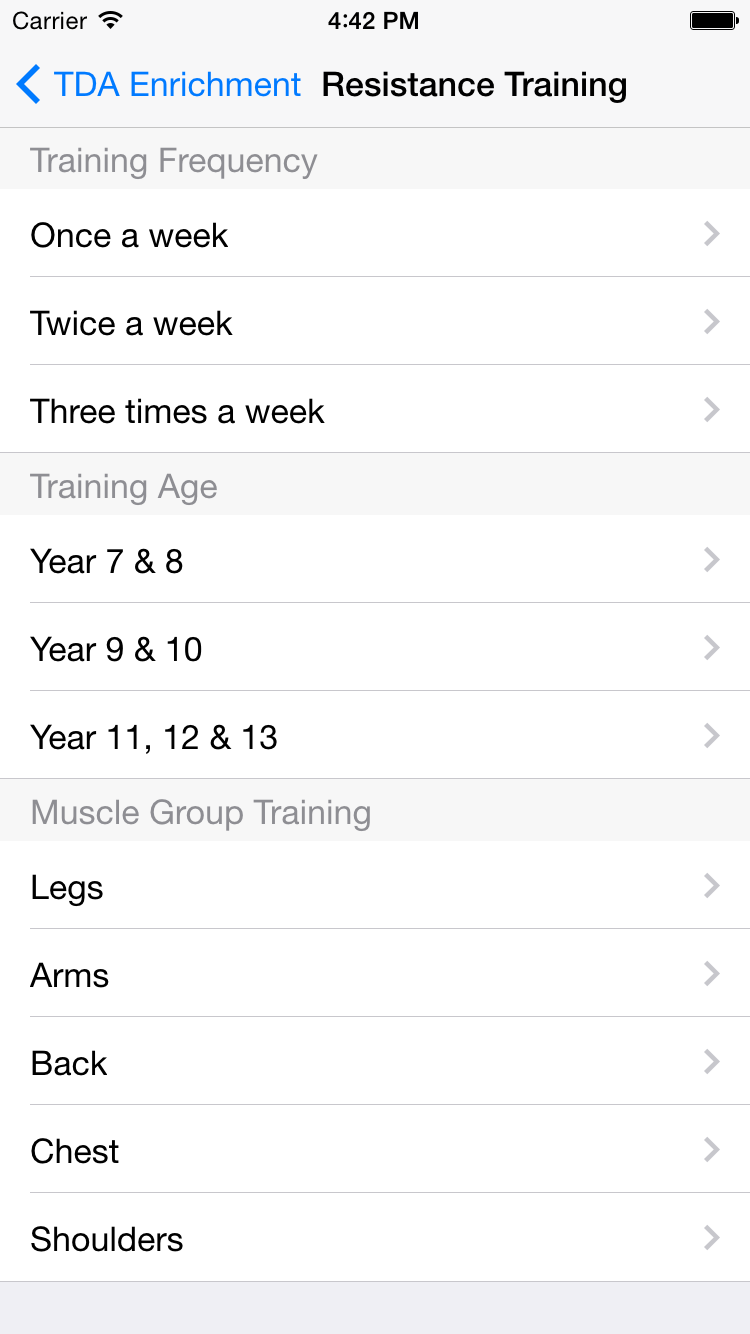 Carrier 4:42 PM
TDA Enrichment Resistance Training
Training Frequency
Once a week
Twice a week
Three times a week
Training Age
Year 7 & 8
Year 9 & 10
Year 11, 12 & 13
Muscle Group Training
Legs
Arms
Back
Chest
Shoulders